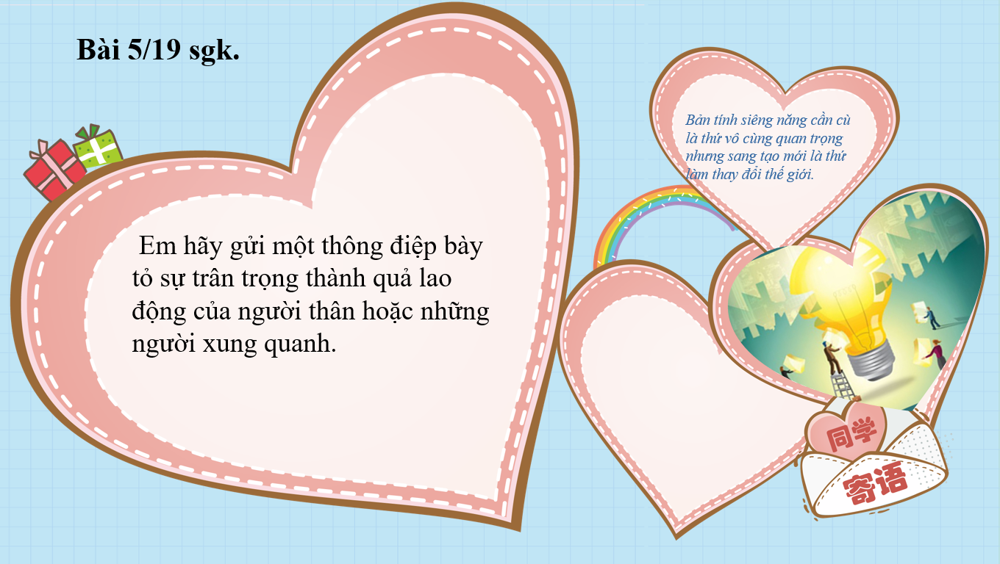 Bài 5/19 sgk.
Em hãy gửi một thông điệp bày
tỏ sự trân trọng thành quả lao
động của người thân hoặc những
người xung quanh.
Bản tính siêng năng cần cù
là thứ vô cùng quan trọng
nhưng sang tạo mới là thứ
làm thay đổi thế giới.
同学
寄语